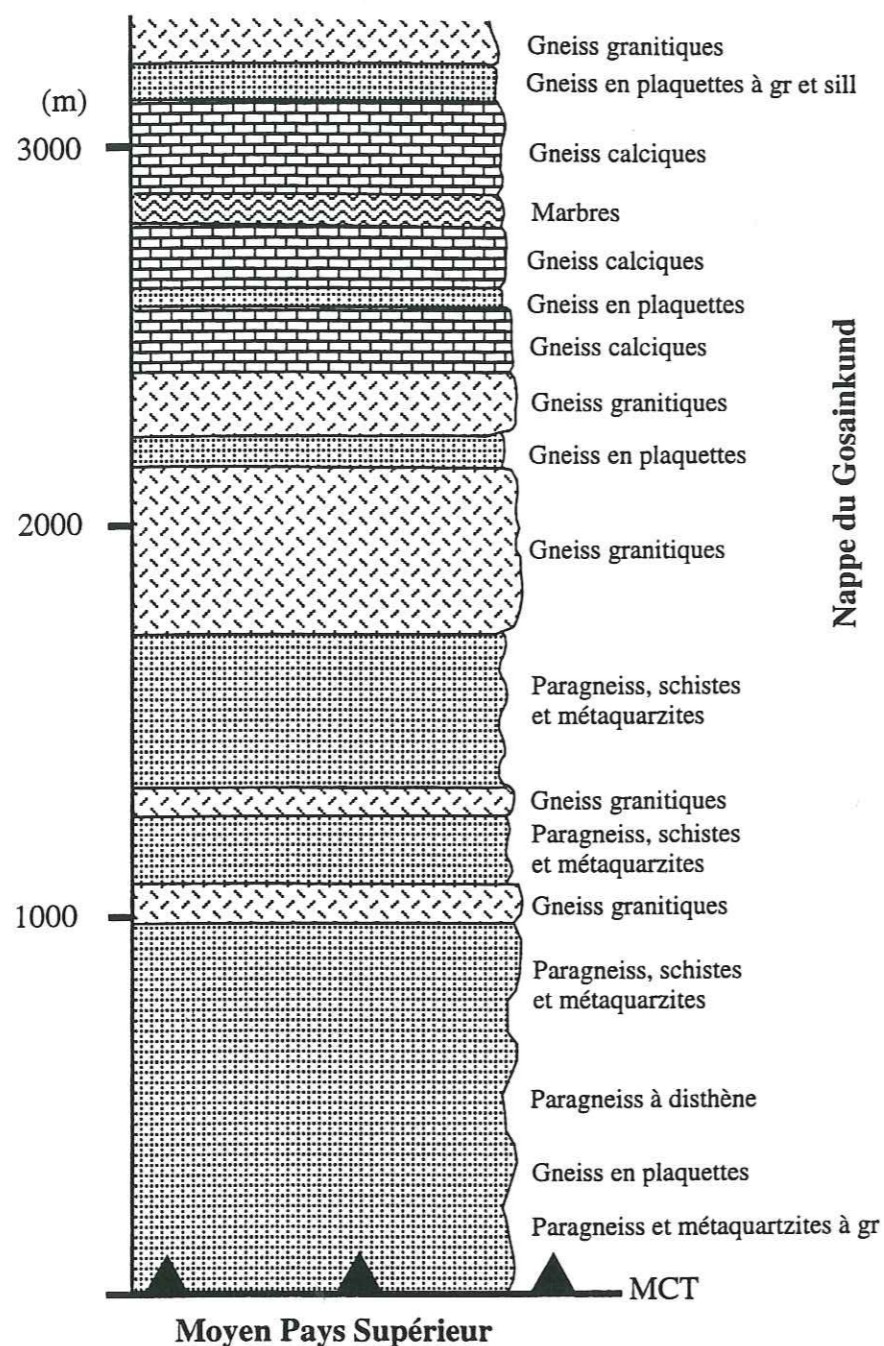 Gneiss granitiques
Gneiss en plaquettes à gr et sill
(m)
3000
Gneiss calciques
Marbres
Gneiss calciques
Gneiss en plaquettes
Gneiss calciques
Gneiss granitiques
Gneiss en plaquettes
2000
Gneiss granitiques
Nappe du Gosainkund
Paragneiss, schistes
et métaquarzites
Gneiss granitiques
Paragneiss, schistes
et métaquarzites
1000
Gneiss granitiques
Paragneiss, schistes
et métaquarzites
Paragneiss à disthène
Gneiss en plaquettes
Paragneiss et métaquartzites à gr
MCT
Moyen Pays Supérieur